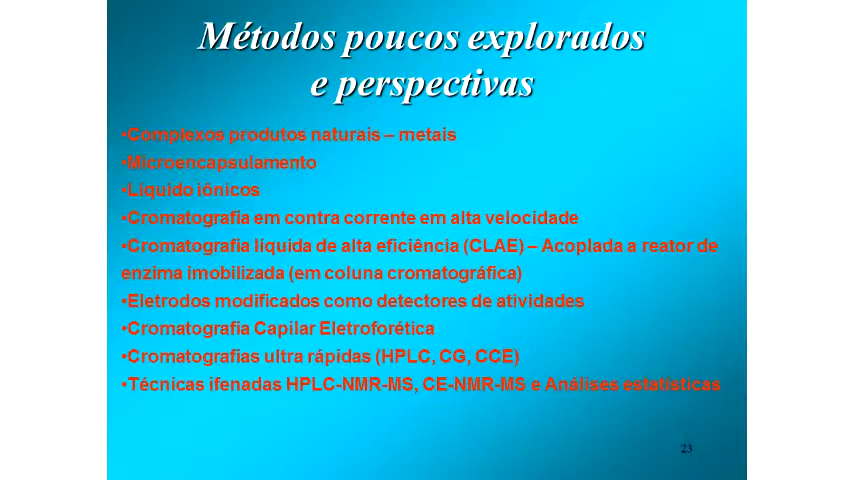 Métodos poucos explorados
e perspectivas
•Complexos produtos naturais – metais
•Microencapsulamento
•Líquido iônicos
•Cromatografia em contra corrente em alta velocidade
•Cromatografia líquida de alta eficiência (CLAE) – Acoplada a reator de
enzima imobilizada (em coluna cromatográfica)
•Eletrodos modificados como detectores de atividades
•Cromatografia Capilar Eletroforética
•Cromatografias ultra rápidas (HPLC, CG, CCE)
•Técnicas ifenadas HPLC-NMR-MS, CE-NMR-MS e Análises estatísticas
23